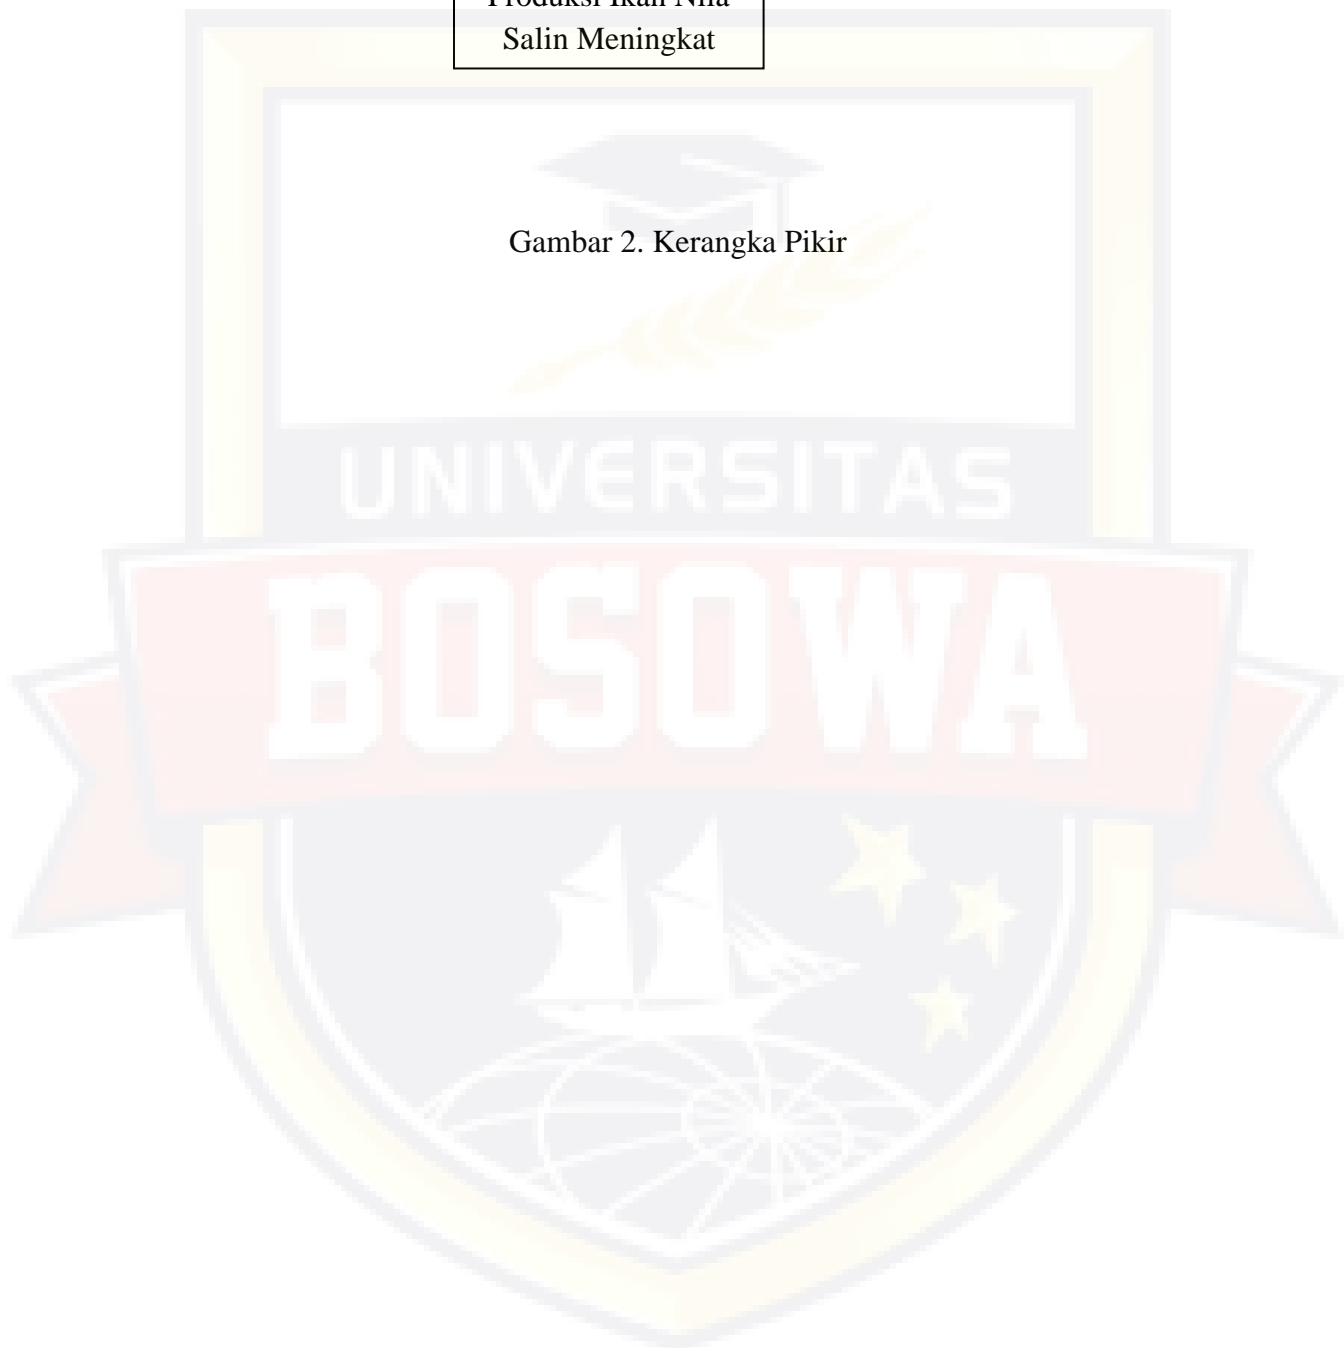 Produksi Ikan Nila
Salin Meningkat
Gambar 2. Kerangka Pikir
UNIVERSITAS
BOSOWA